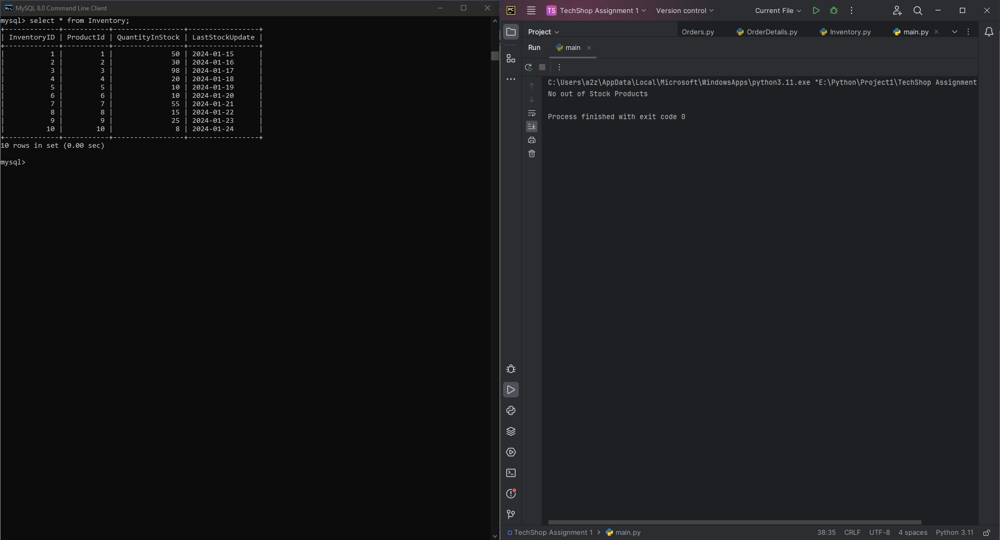 MySQL 8.0 Command Line Client
mysql> select * from Inventory;
+-------------+-----------+-----------------+-----------------+
| InventoryID | ProductId | QuantityInStock | LastStockUpdate |
+-------------+-----------+-----------------+-----------------+
|           1 |         1 |              50 | 2024-01-15      |
|           2 |         2 |              30 | 2024-01-16      |
|           3 |         3 |              98 | 2024-01-17      |
|           4 |         4 |              20 | 2024-01-18      |
|           5 |         5 |              10 | 2024-01-19      |
|           6 |         6 |              10 | 2024-01-20      |
|           7 |         7 |              55 | 2024-01-21      |
|           8 |         8 |              15 | 2024-01-22      |
|           9 |         9 |              25 | 2024-01-23      |
|          10 |        10 |               8 | 2024-01-24      |
+-------------+-----------+-----------------+-----------------+
10 rows in set (0.00 sec)
mysql>
PC TS TechShop Assignment 1 Version control Current File
Project Orders.py OrderDetails.py Inventory.py main.py
Run main
C:\Users\a2z\AppData\Local\Microsoft\WindowsApps\python3.11.exe "E:\Python\Project1\TechShop Assignment
No out of Stock Products
Process finished with exit code 0
TechShop Assignment 1 > main.py 38:35 CRLF UTF-8 4 spaces Python 3.11